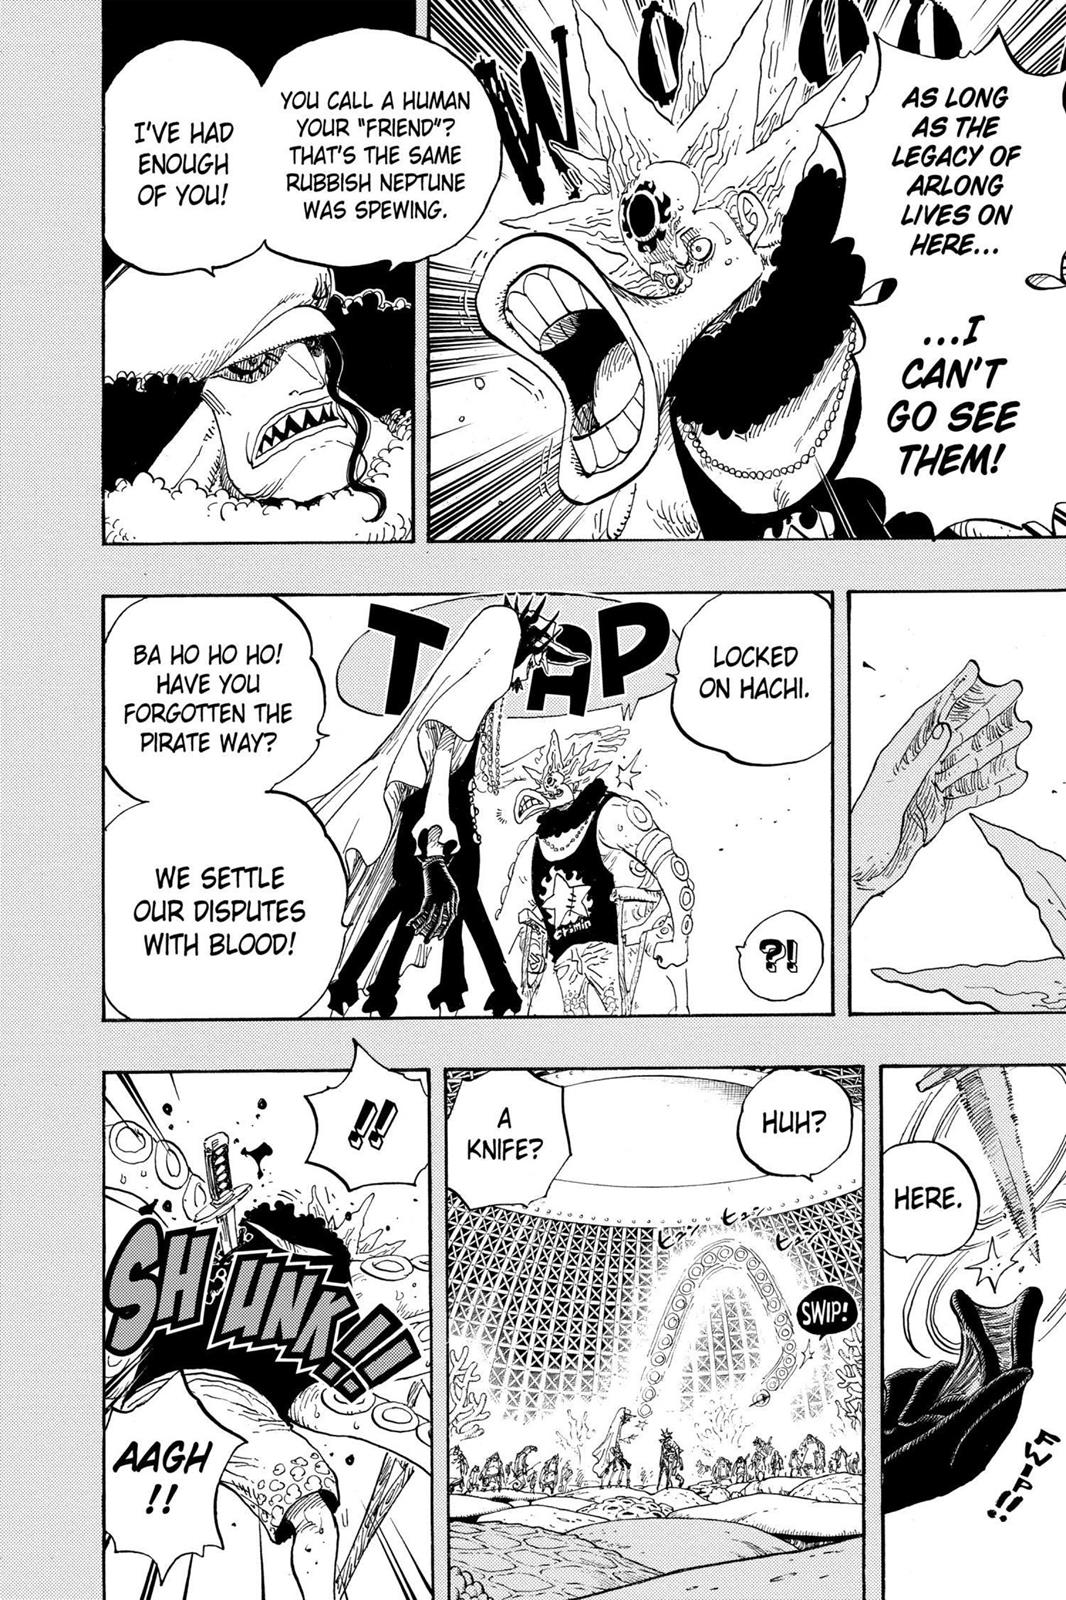 AS LONG
AS THE
LEGACY OF
ARLONG
LIVES ON
HERE...
...I
CAN'T
GO SEE
THEM!
YOU CALL A HUMAN
YOUR "FRIEND"?
THAT'S THE SAME
RUBBISH NEPTUNE
WAS SPEWING.
I'VE HAD
ENOUGH
OF YOU!
LOCKED
ON HACHI.
TAP
?!
BA HO HO HO!
HAVE YOU
FORGOTTEN THE
PIRATE WAY?
WE SETTLE
OUR DISPUTES
WITH BLOOD!
HERE.
HUH?
A
KNIFE?
SWIP!
!!
SHUNK!!
AAGH
!!